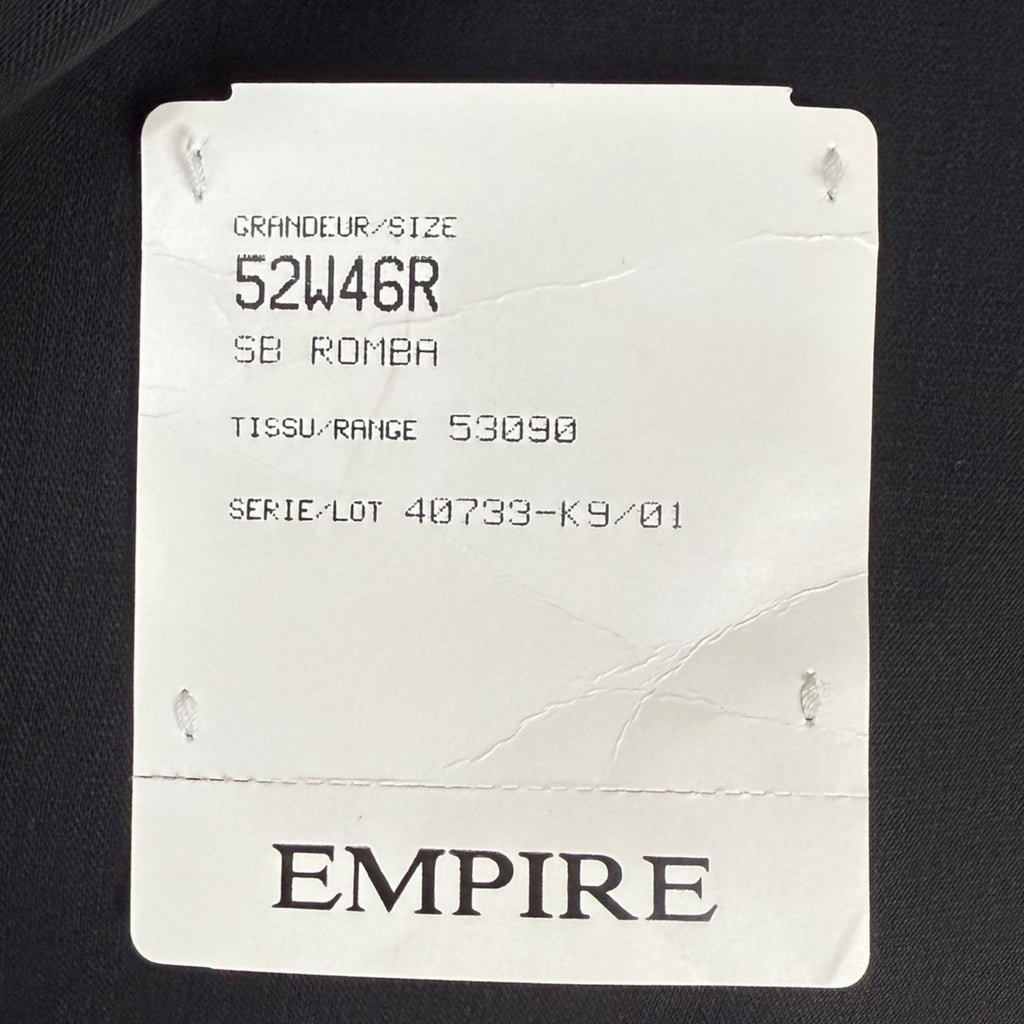 GRANDEUR/SIZE
52W46R
SB ROMBA
TISSU/RANGE 53090
SERIE/LOT 40733-K9/01
EMPIRE